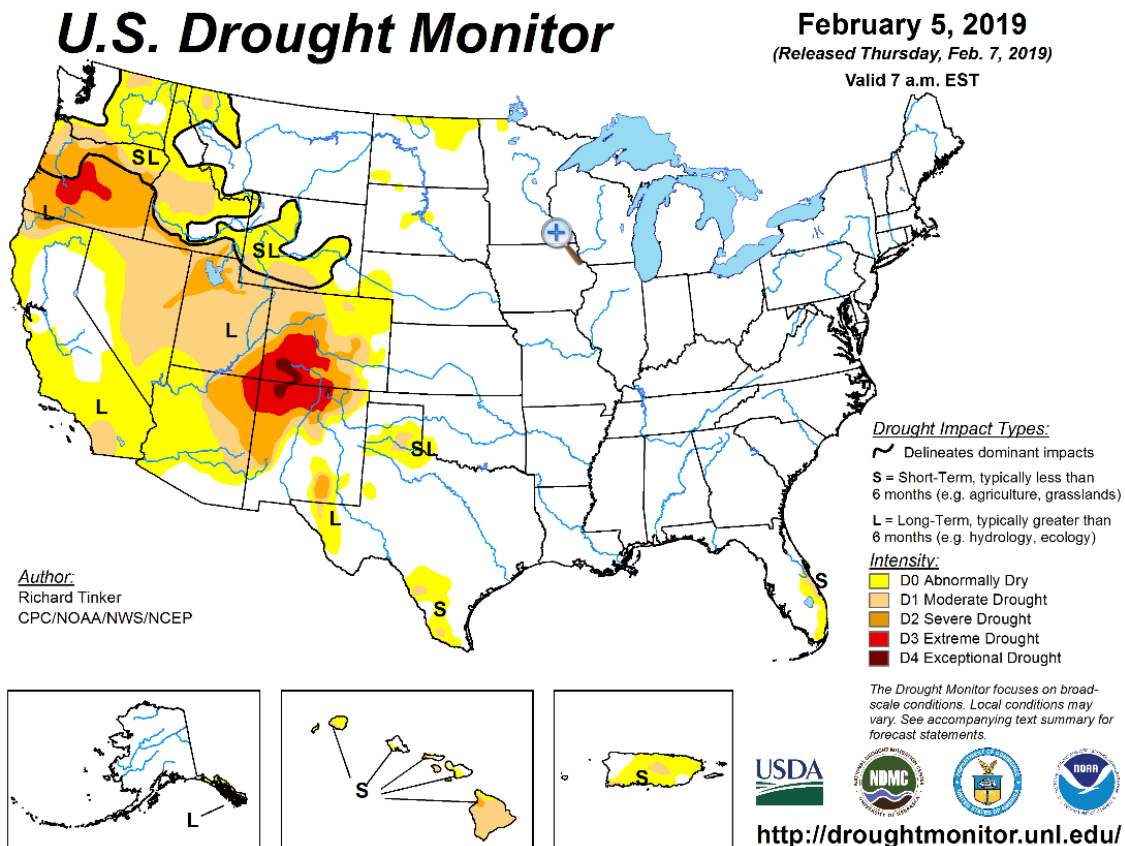 U.S. Drought Monitor
February 5, 2019
(Released Thursday, Feb. 7, 2019)
Valid 7 a.m. EST
SL
L
SL
L
L
SL
L
S
S
Drought Impact Types:
Delineates dominant impacts
S = Short-Term, typically less than
6 months (e.g. agriculture, grasslands)
L = Long-Term, typically greater than
6 months (e.g. hydrology, ecology)
Intensity:
D0 Abnormally Dry
D1 Moderate Drought
D2 Severe Drought
D3 Extreme Drought
D4 Exceptional Drought
Author:
Richard Tinker
CPC/NOAA/NWS/NCEP
The Drought Monitor focuses on broad-
scale conditions. Local conditions may
vary. See accompanying text summary for
forecast statements.
L
S
S
USDA
NDMC
NOAA
http://droughtmonitor.unl.edu/